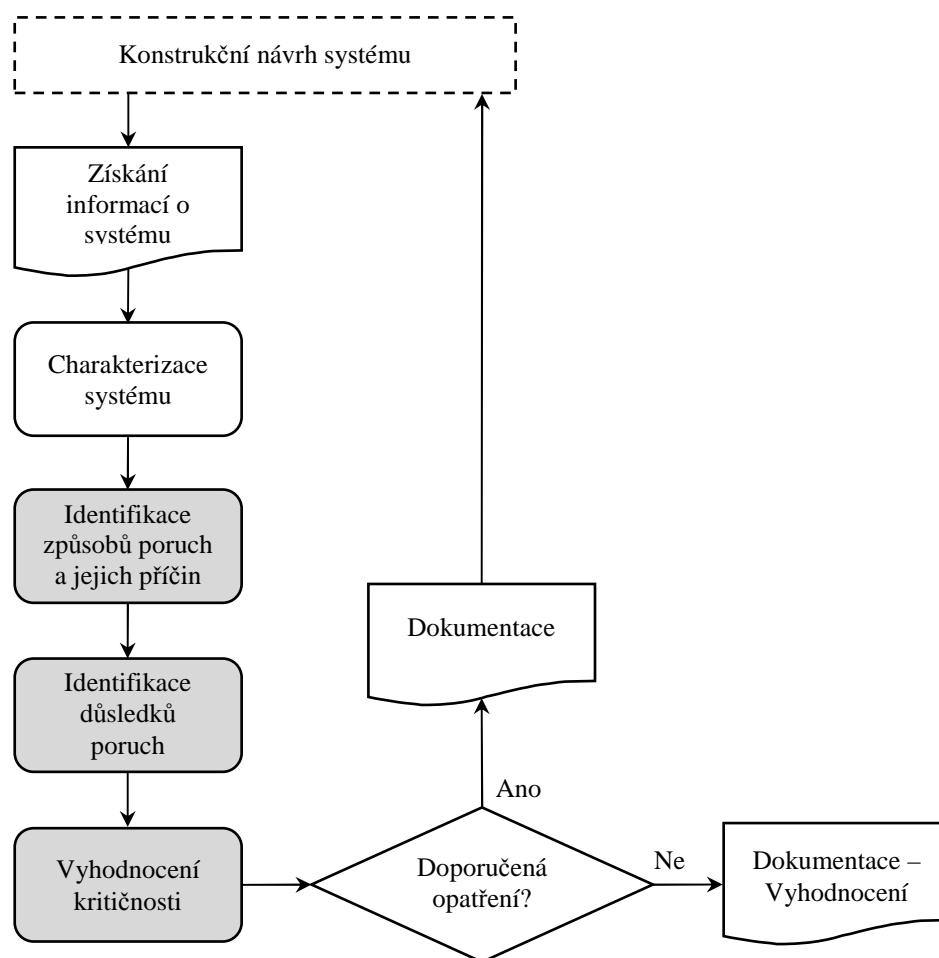 Konstrukční návrh systému
Získání
informací o
systému
Charakterizace
systému
Identifikace
způsobů poruch
a jejich příčin
Dokumentace
Identifikace
důsledků
poruch
Ano
Vyhodnocení
kritičnosti
Doporučená
opatření?
Ne
Dokumentace –
Vyhodnocení